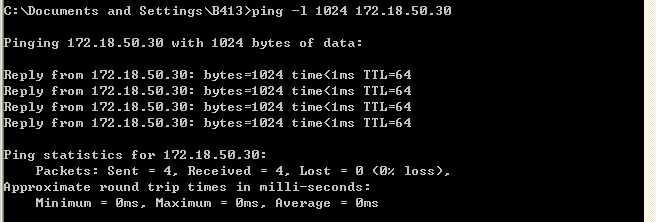 C:\Documents and Settings\B413>ping -l 1024 172.18.50.30
Pinging 172.18.50.30 with 1024 bytes of data:
Reply from 172.18.50.30: bytes=1024 time<1ms TTL=64
Reply from 172.18.50.30: bytes=1024 time<1ms TTL=64
Reply from 172.18.50.30: bytes=1024 time<1ms TTL=64
Reply from 172.18.50.30: bytes=1024 time<1ms TTL=64
Ping statistics for 172.18.50.30:
    Packets: Sent = 4, Received = 4, Lost = 0 (0% loss),
Approximate round trip times in milli-seconds:
    Minimum = 0ms, Maximum = 0ms, Average = 0ms